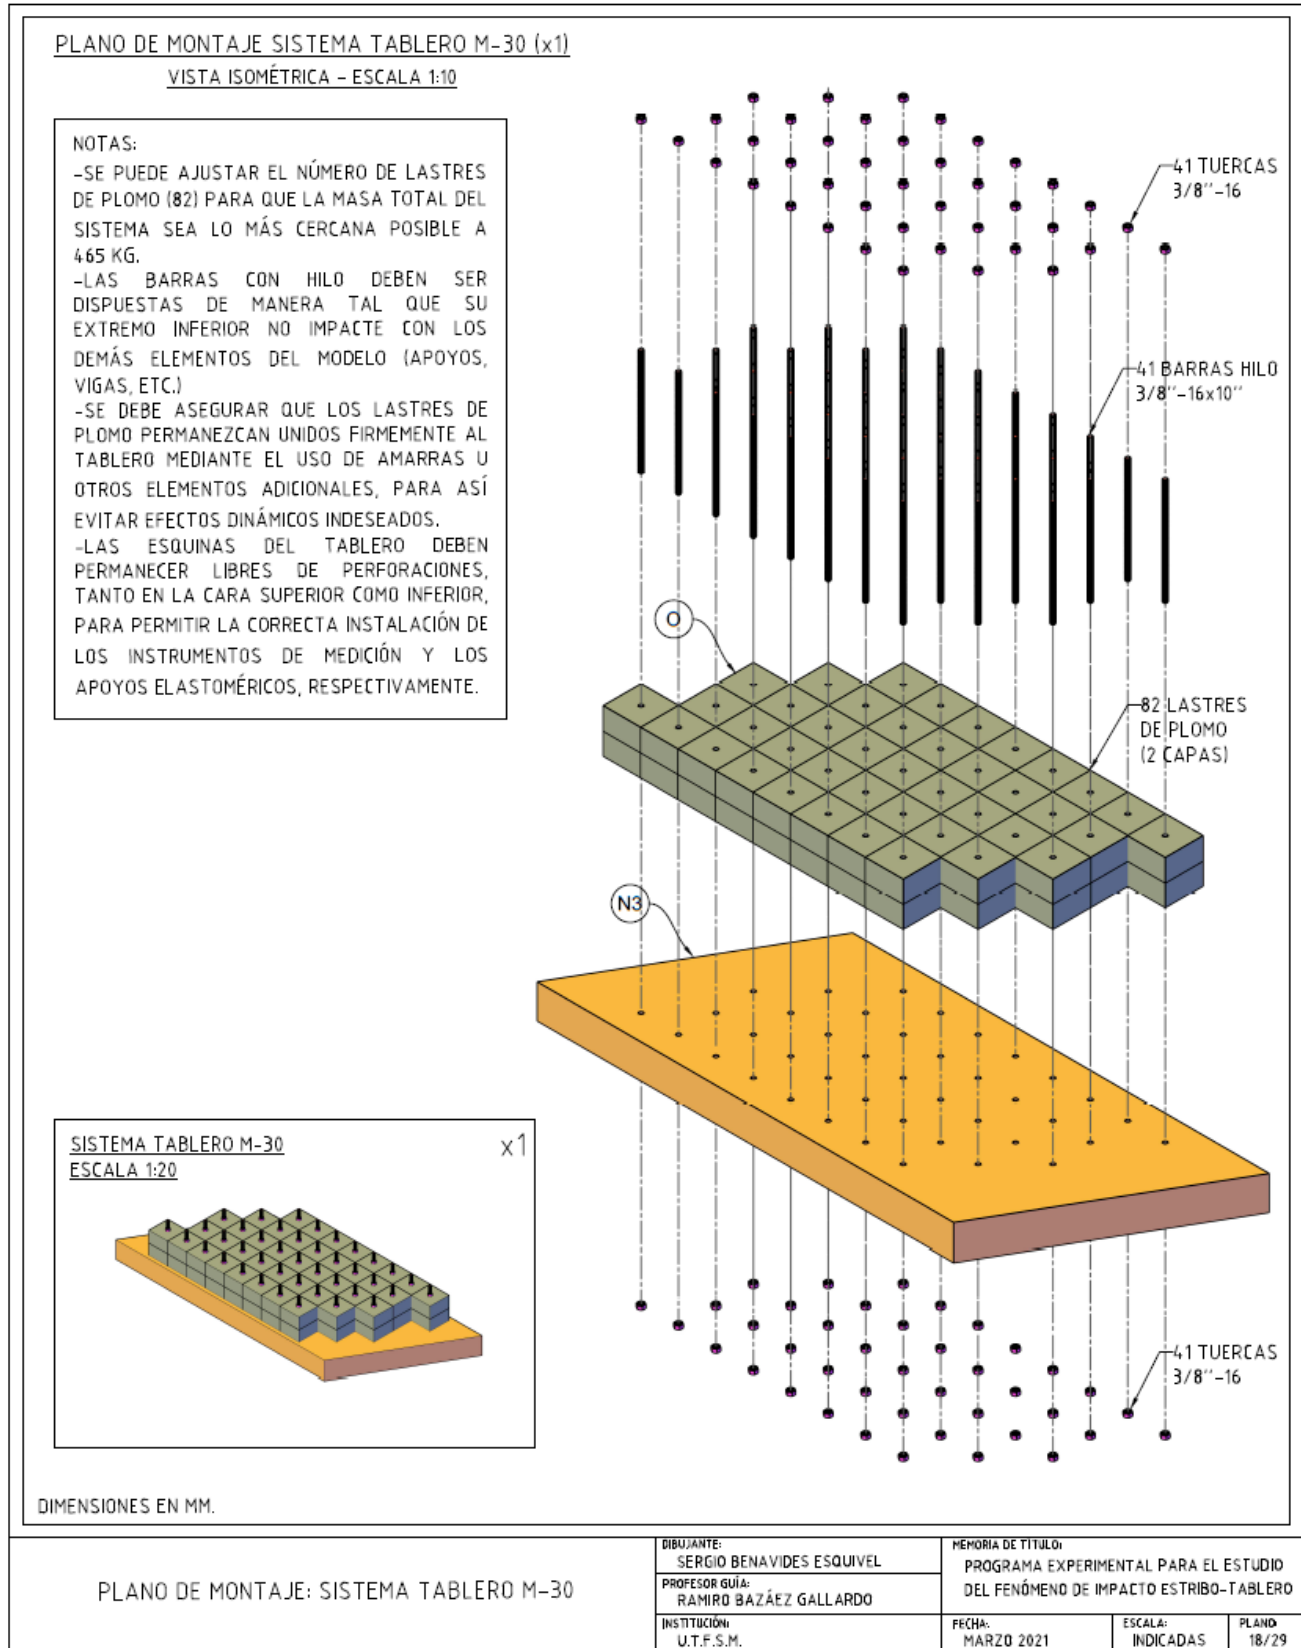 PLANO DE MONTAJE SISTEMA TABLERO M-30 (x1)
VISTA ISOMÉTRICA - ESCALA 1:10
NOTAS:
-SE PUEDE AJUSTAR EL NÚMERO DE LASTRES
DE PLOMO (82) PARA QUE LA MASA TOTAL DEL
SISTEMA SEA LO MÁS CERCANA POSIBLE A
465 KG.
-LAS BARRAS CON HILO DEBEN SER
DISPUESTAS DE MANERA TAL QUE SU
EXTREMO INFERIOR NO IMPACTE CON LOS
DEMÁS ELEMENTOS DEL MODELO (APOYOS,
VIGAS, ETC.)
-SE DEBE ASEGURAR QUE LOS LASTRES DE
PLOMO PERMANEZCAN UNIDOS FIRMEMENTE AL
TABLERO MEDIANTE EL USO DE AMARRAS U
OTROS ELEMENTOS ADICIONALES, PARA ASÍ
EVITAR EFECTOS DINÁMICOS INDESEADOS.
-LAS ESQUINAS DEL TABLERO DEBEN
PERMANECER LIBRES DE PERFORACIONES,
TANTO EN LA CARA SUPERIOR COMO INFERIOR,
PARA PERMITIR LA CORRECTA INSTALACIÓN DE
LOS INSTRUMENTOS DE MEDICIÓN Y LOS
APOYOS ELASTOMÉRICOS, RESPECTIVAMENTE.
41 TUERCAS
3/8''-16
41 BARRAS HILO
3/8''-16x10''
O
82 LASTRES
DE PLOMO
(2 CAPAS)
N3
SISTEMA TABLERO M-30
x1
ESCALA 1:20
41 TUERCAS
3/8''-16
DIMENSIONES EN MM.
PLANO DE MONTAJE: SISTEMA TABLERO M-30
DIBUJANTE:
SERGIO BENAVIDES ESQUIVEL
PROFESOR GUÍA:
RAMIRO BAZÁEZ GALLARDO
INSTITUCIÓN:
U.T.F.S.M.
MEMORIA DE TÍTULO:
PROGRAMA EXPERIMENTAL PARA EL ESTUDIO
DEL FENÓMENO DE IMPACTO ESTRIBO-TABLERO
FECHA:
MARZO 2021
ESCALA:
INDICADAS
PLANO
18/29